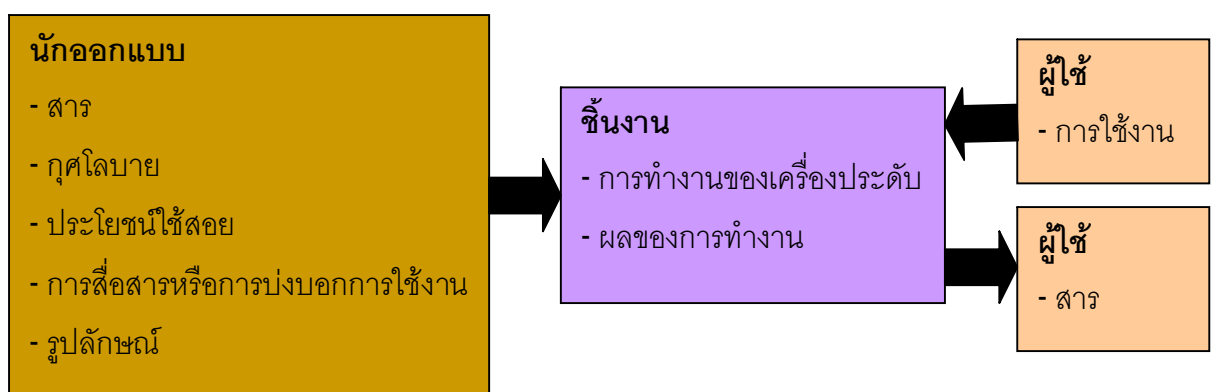 นักออกแบบ
- สาร
- กุศโลบาย
- ประโยชน์ใช้สอย
- การสื่อสารหรือการบ่งบอกการใช้งาน
- รูปลักษณ์
ชิ้นงาน
- การทำงานของเครื่องประดับ
- ผลของการทำงาน
ผู้ใช้
- การใช้งาน
ผู้ใช้
- สาร